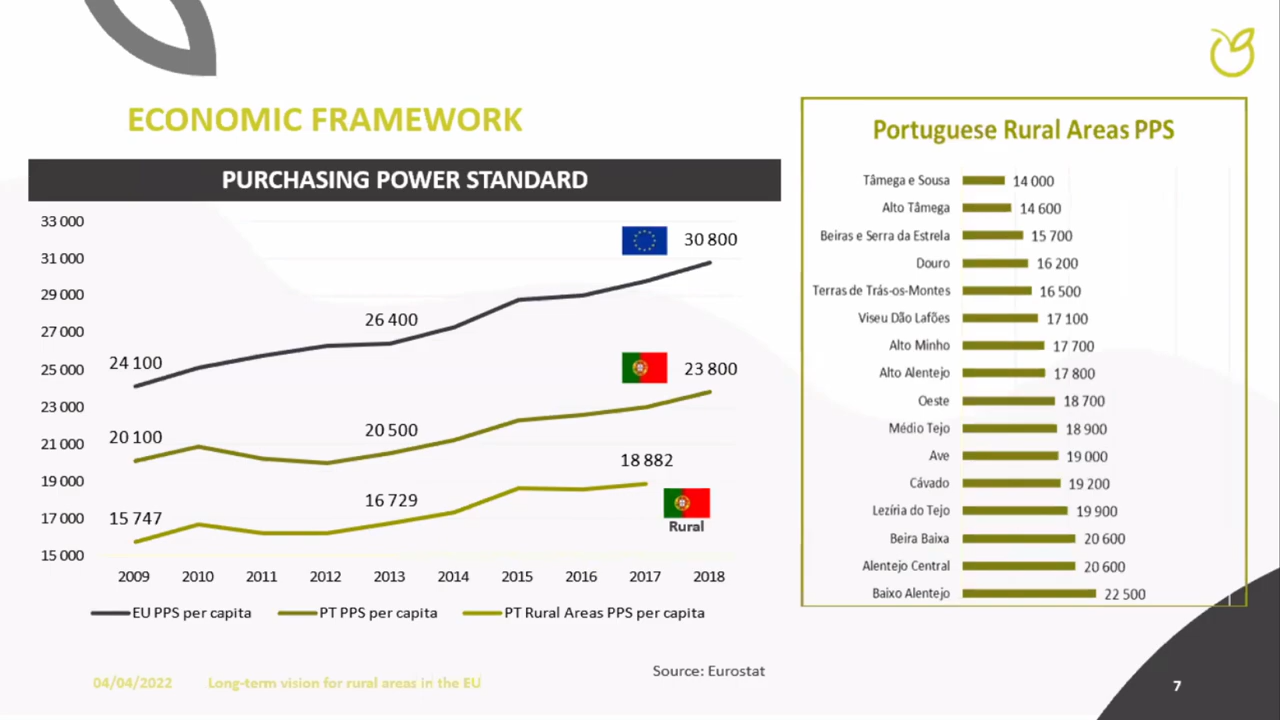 ECONOMIC FRAMEWORK
PURCHASING POWER STANDARD
33 000
31 000
29 000
27 000
25 000
23 000
21 000
19 000
17 000
15 000
30 800
26 400
24 100
23 800
20 500
20 100
18 882
16 729
15 747
Rural
2009 2010 2011 2012 2013 2014 2015 2016 2017 2018
EU PPS per capita PT PPS per capita PT Rural Areas PPS per capita
Portuguese Rural Areas PPS
Tâmega e Sousa 14 000
Alto Tâmega 14 600
Beiras e Serra da Estrela 15 700
Douro 16 200
Terras de Trás-os-Montes 16 500
Viseu Dão Lafões 17 100
Alto Minho 17 700
Alto Alentejo 17 800
Oeste 18 700
Médio Tejo 18 900
Ave 19 000
Cávado 19 200
Lezíria do Tejo 19 900
Beira Baixa 20 600
Alentejo Central 20 600
Baixo Alentejo 22 500
Source: Eurostat
04/04/2022 Long-term vision for rural areas in the EU
7